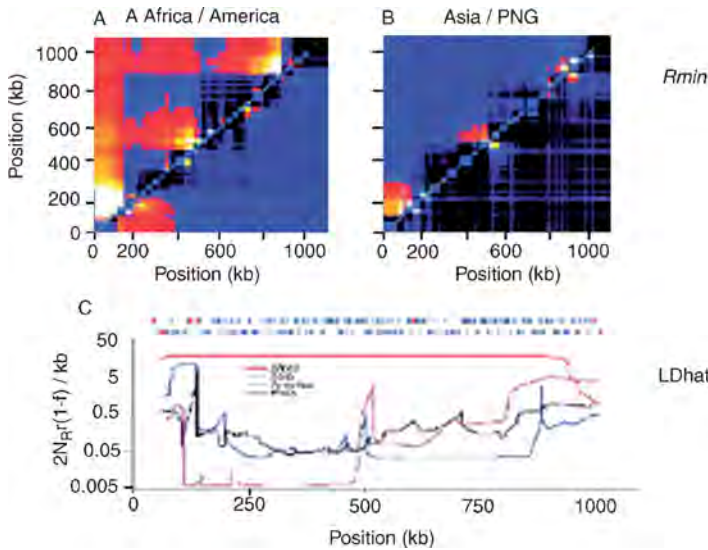 A A Africa / America
B Asia / PNG
Rmin
Position (kb)
1000
800
600
400
200
0
0 200 600 1000
Position (kb)
0 200 600 1000
Position (kb)
C
50
5
0.5
0.05
0.005
2N_R r(1-f) / kb
LDhat
250 500 750 1000
Position (kb)